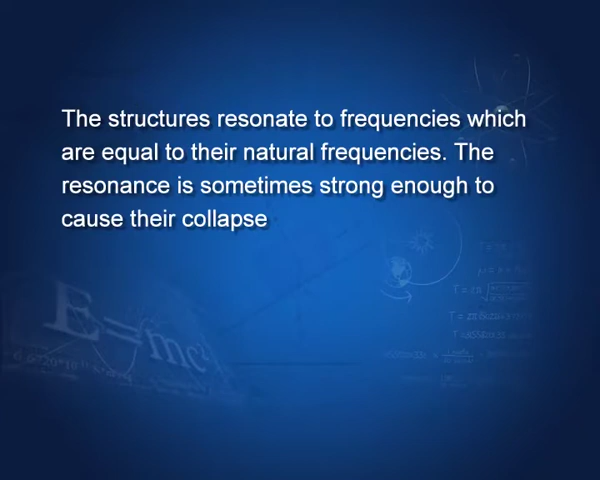 The structures resonate to frequencies which
are equal to their natural frequencies. The
resonance is sometimes strong enough to
cause their collapse
E=mc²